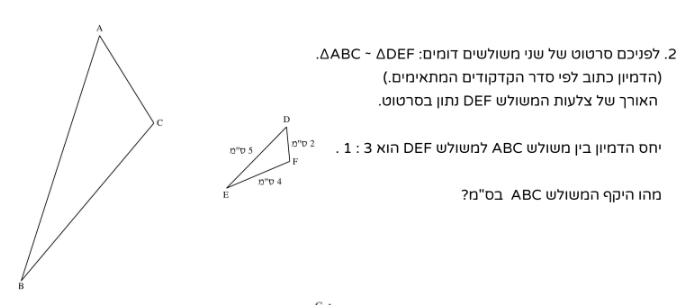 2. לפניכם סרטוט של שני משולשים דומים: ΔABC ~ ΔDEF.
(הדמיון כתוב לפי סדר הקדקודים המתאימים.)
האורך של צלעות המשולש DEF נתון בסרטוט.
יחס הדמיון בין משולש ABC למשולש DEF הוא 3 : 1 .
מהו היקף המשולש ABC בס"מ?
A
C
B
D
5 ס"מ
2 ס"מ
F
4 ס"מ
E